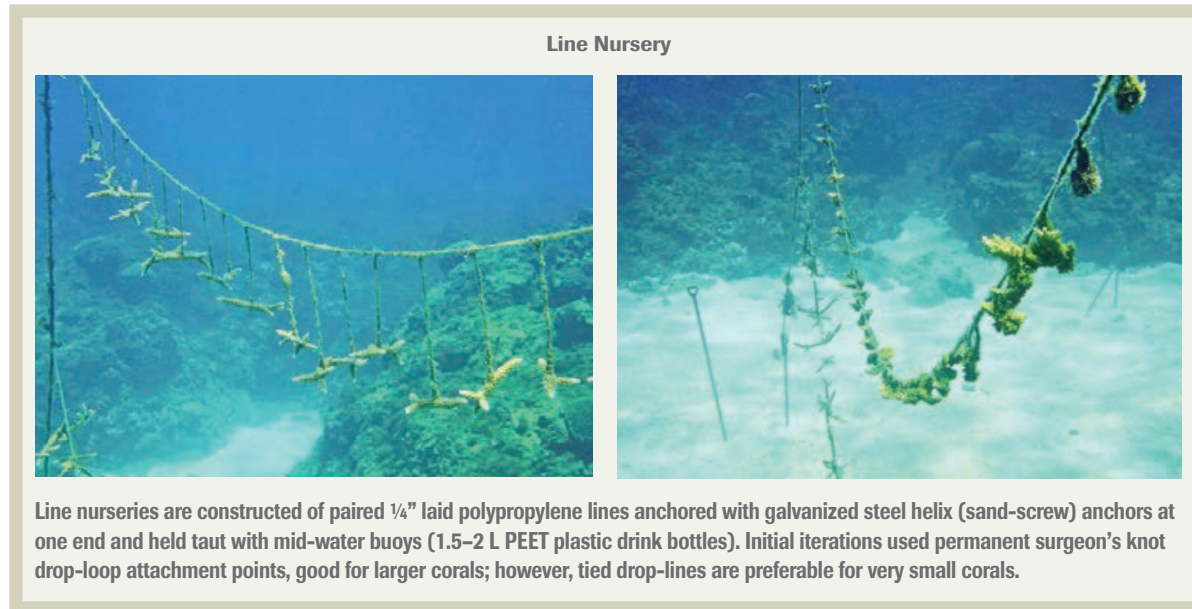 Line Nursery
Line nurseries are constructed of paired ¼” laid polypropylene lines anchored with galvanized steel helix (sand-screw) anchors at
one end and held taut with mid-water buoys (1.5–2 L PEET plastic drink bottles). Initial iterations used permanent surgeon’s knot
drop-loop attachment points, good for larger corals; however, tied drop-lines are preferable for very small corals.